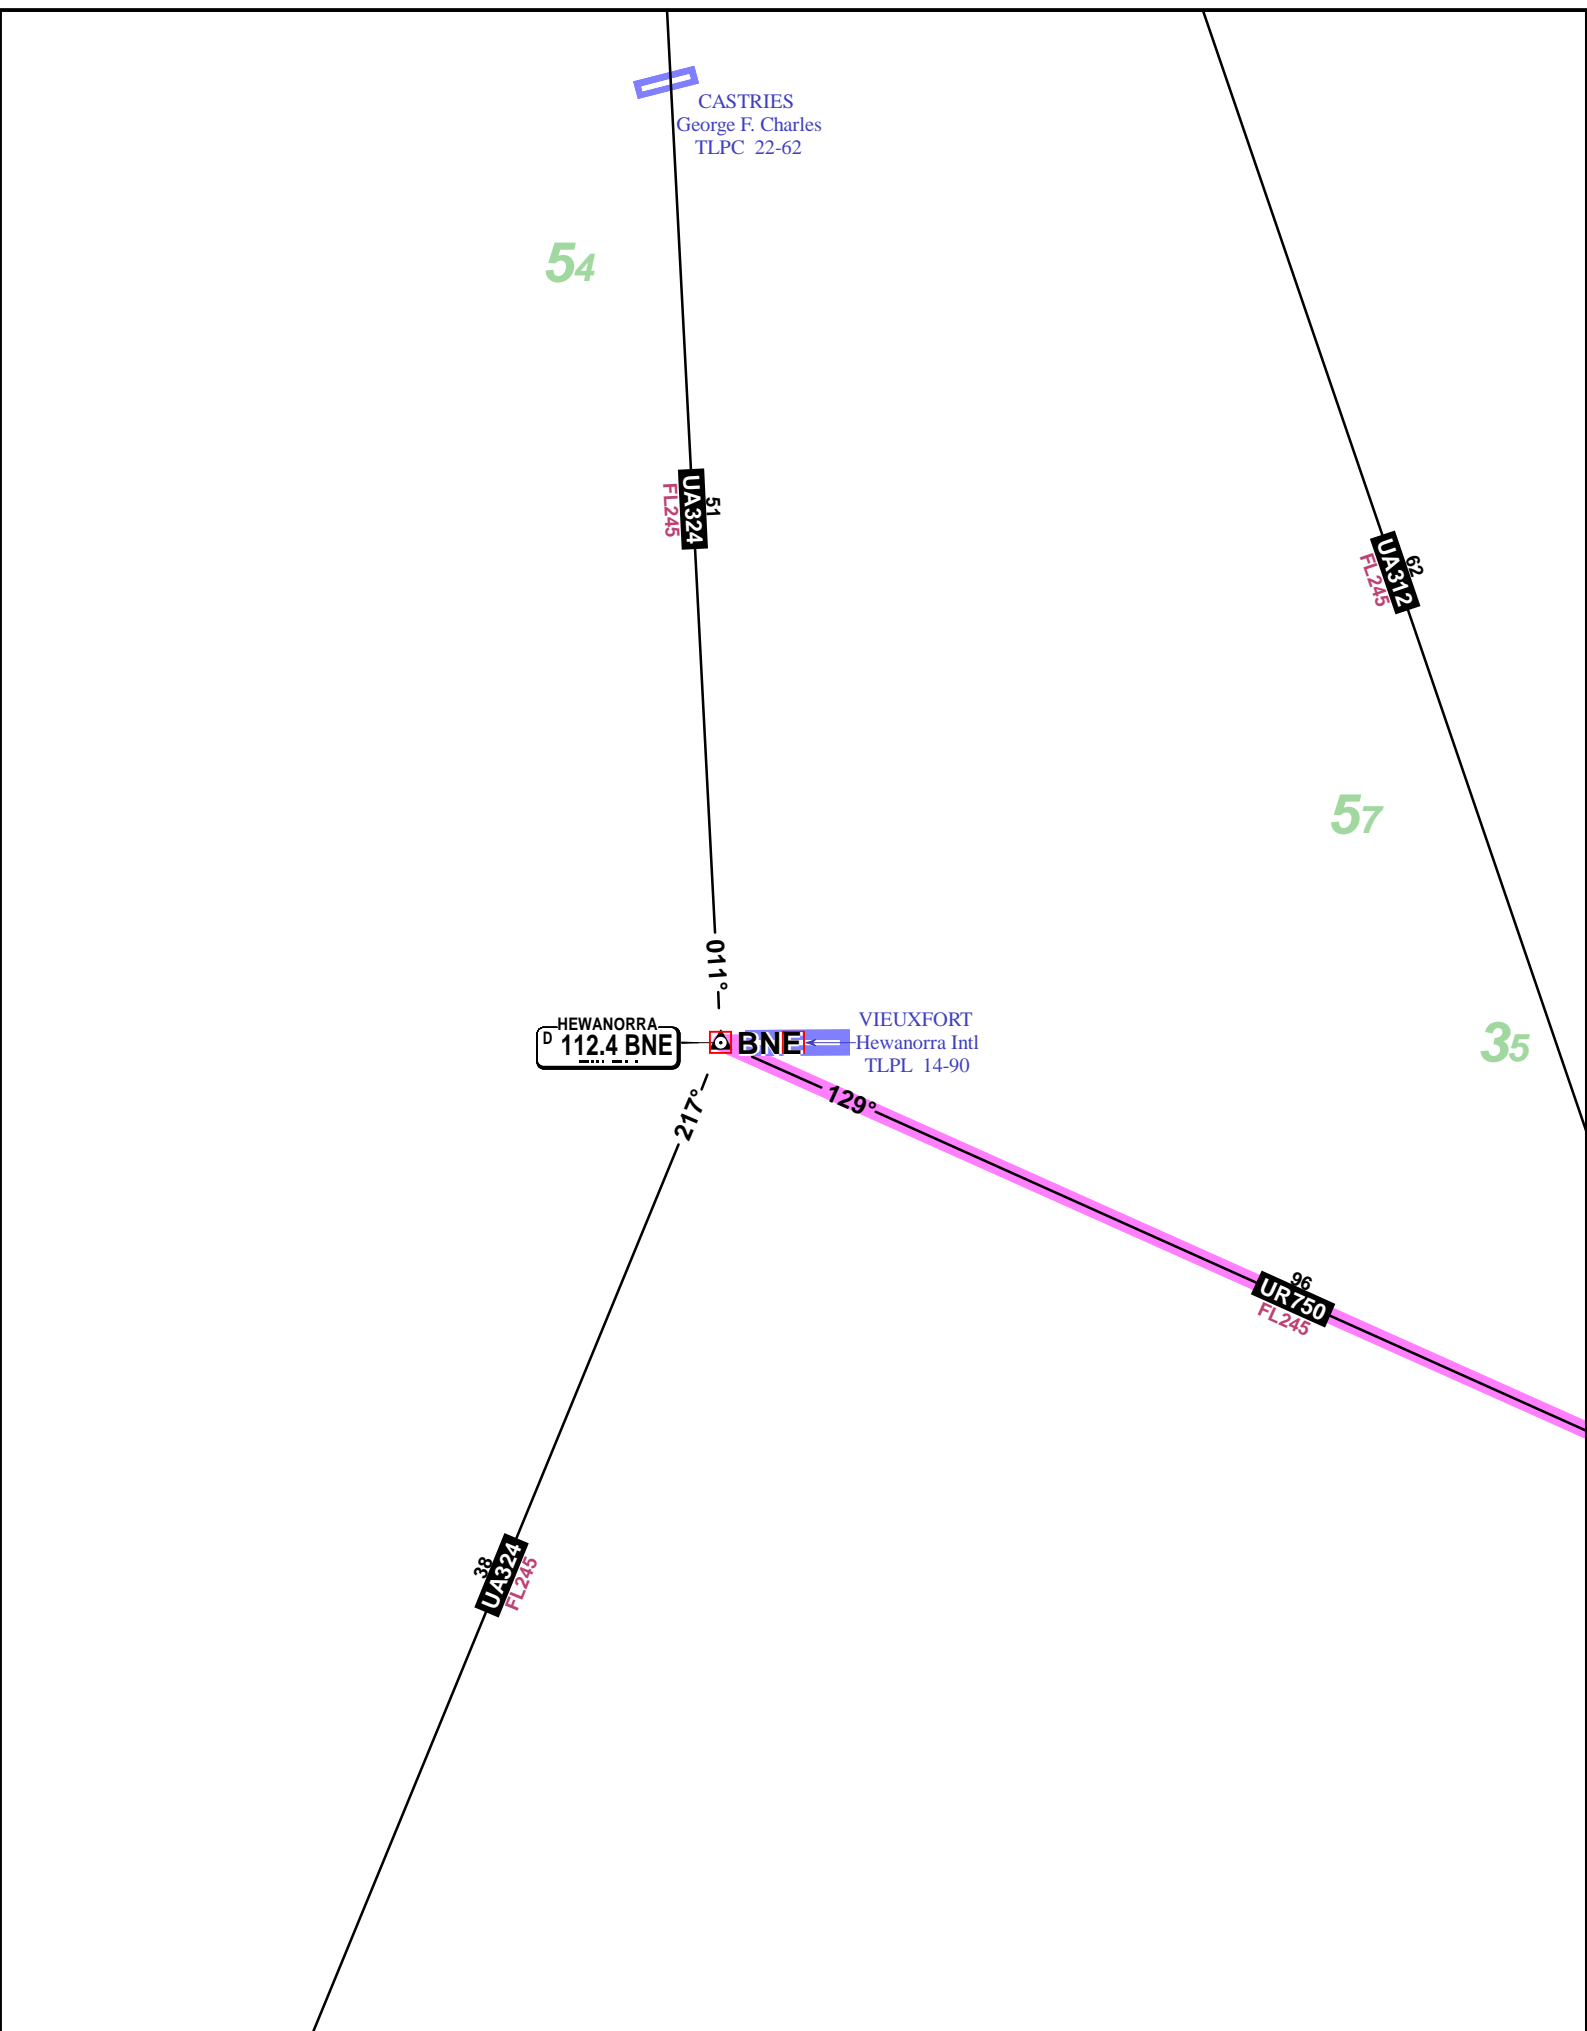 CASTRIES
George F. Charles
TLPC 22-62
54
UA324
51
FL245
UA312
62
FL245
57
011°
HEWANORRA
D 112.4 BNE
BNE
VIEUXFORT
Hewanorra Intl
TLPL 14-90
35
129°
217°
96
UR750
FL245
38
UA324
FL245